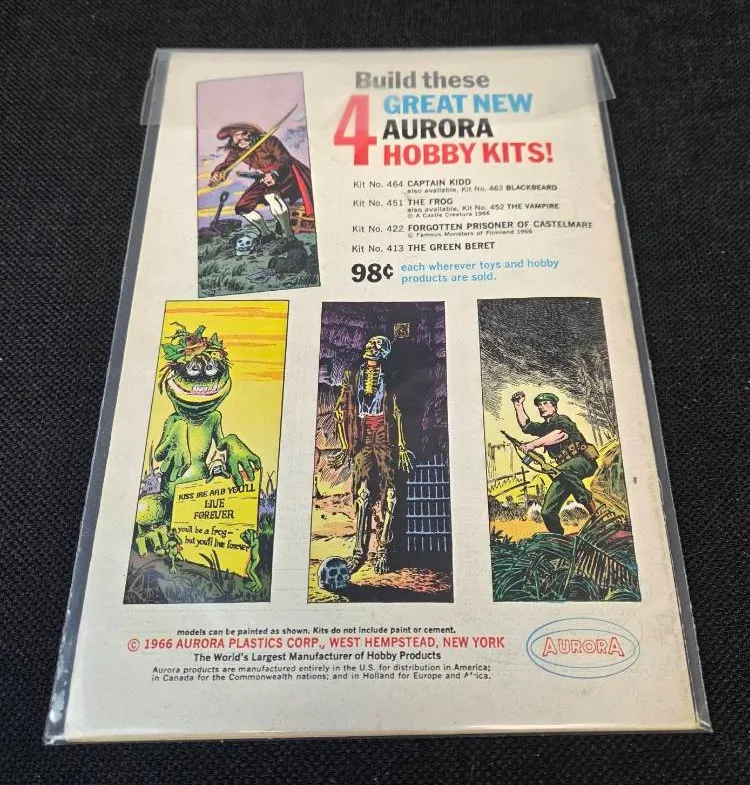 Build these
4 GREAT NEW
AURORA
HOBBY KITS!
Kit No. 464 CAPTAIN KIDD
also available, Kit No. 463 BLACKBEARD
Kit No. 451 THE FROG
also available, Kit No. 452 THE VAMPIRE
© A Castle Creature 1966
Kit No. 422 FORGOTTEN PRISONER OF CASTELMARE
© Famous Monsters of Filmland 1966
Kit No. 413 THE GREEN BERET
98¢ each wherever toys and hobby
products are sold.
KISS ME AND YOU'LL
LIVE
FOREVER
you'll be a frog-
but you'll live forever
models can be painted as shown. Kits do not include paint or cement.
© 1966 AURORA PLASTICS CORP., WEST HEMPSTEAD, NEW YORK
The World's Largest Manufacturer of Hobby Products
Aurora products are manufactured entirely in the U.S. for distribution in America;
in Canada for the Commonwealth nations; and in Holland for Europe and Africa.
AURORA